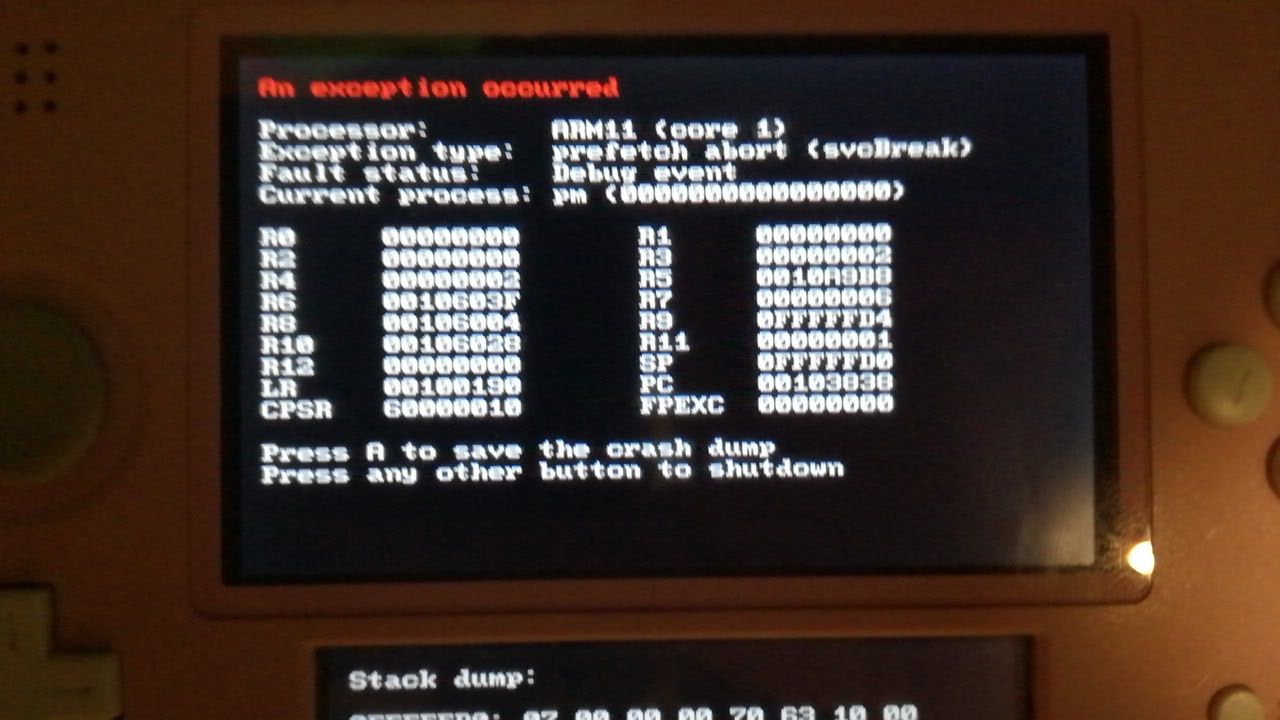 An exception occurred
Processor: ARM11 (core 1)
Exception type: prefetch abort (svcBreak)
Fault status: Debug event
Current process: pm (0000000000000000)
R0 00000000 R1 00000000
R2 00000000 R3 00000002
R4 00000002 R5 0010A9D8
R6 0010603F R7 00000006
R8 00106004 R9 0FFFFFD4
R10 00106028 R11 00000001
R12 00000000 SP 0FFFFFD0
LR 00100190 PC 00103838
CPSR 60000010 FPEXC 00000000
Press A to save the crash dump
Press any other button to shutdown
Stack dump:
0FFFFFD0: 07 00 00 00 70 63 10 00